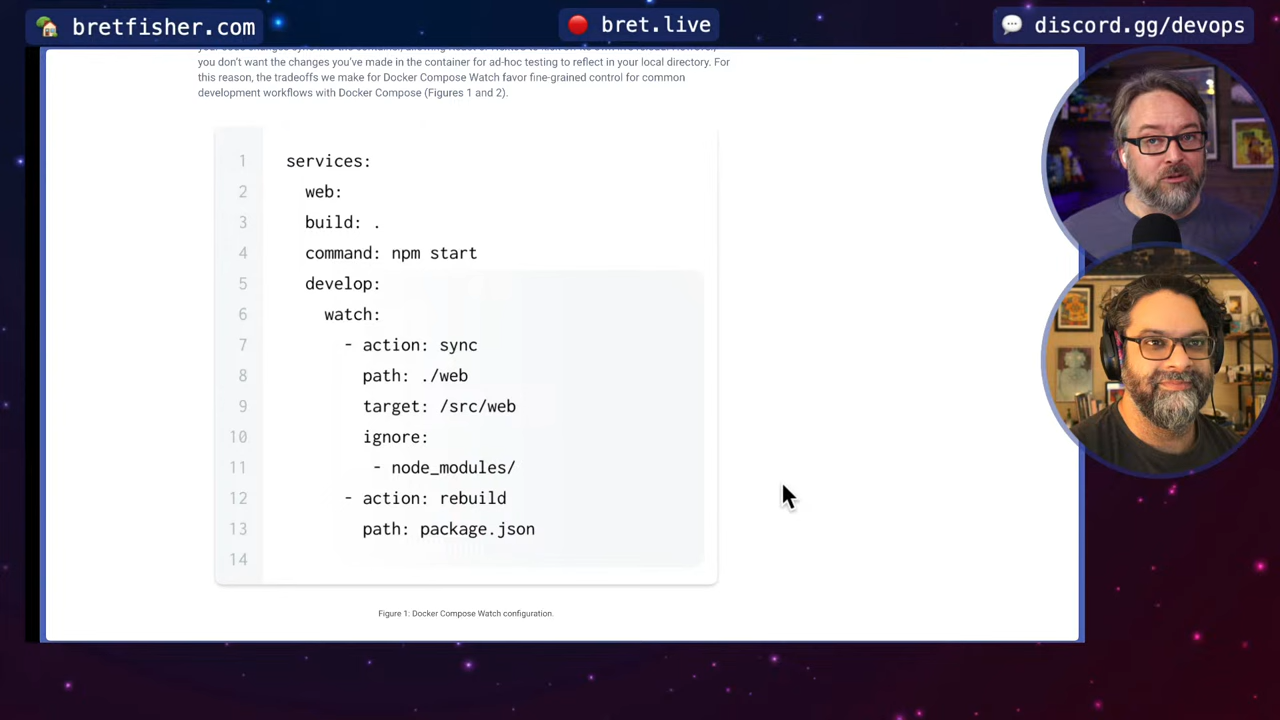 bretfisher.com
bret.live
discord.gg/devops
you don't want the changes you've made in the container for ad-hoc testing to reflect in your local directory. For
this reason, the tradeoffs we make for Docker Compose Watch favor fine-grained control for common
development workflows with Docker Compose (Figures 1 and 2).
1 services:
2 web:
3 build: .
4 command: npm start
5 develop:
6 watch:
7 - action: sync
8 path: ./web
9 target: /src/web
10 ignore:
11 - node_modules/
12 - action: rebuild
13 path: package.json
14
Figure 1: Docker Compose Watch configuration.